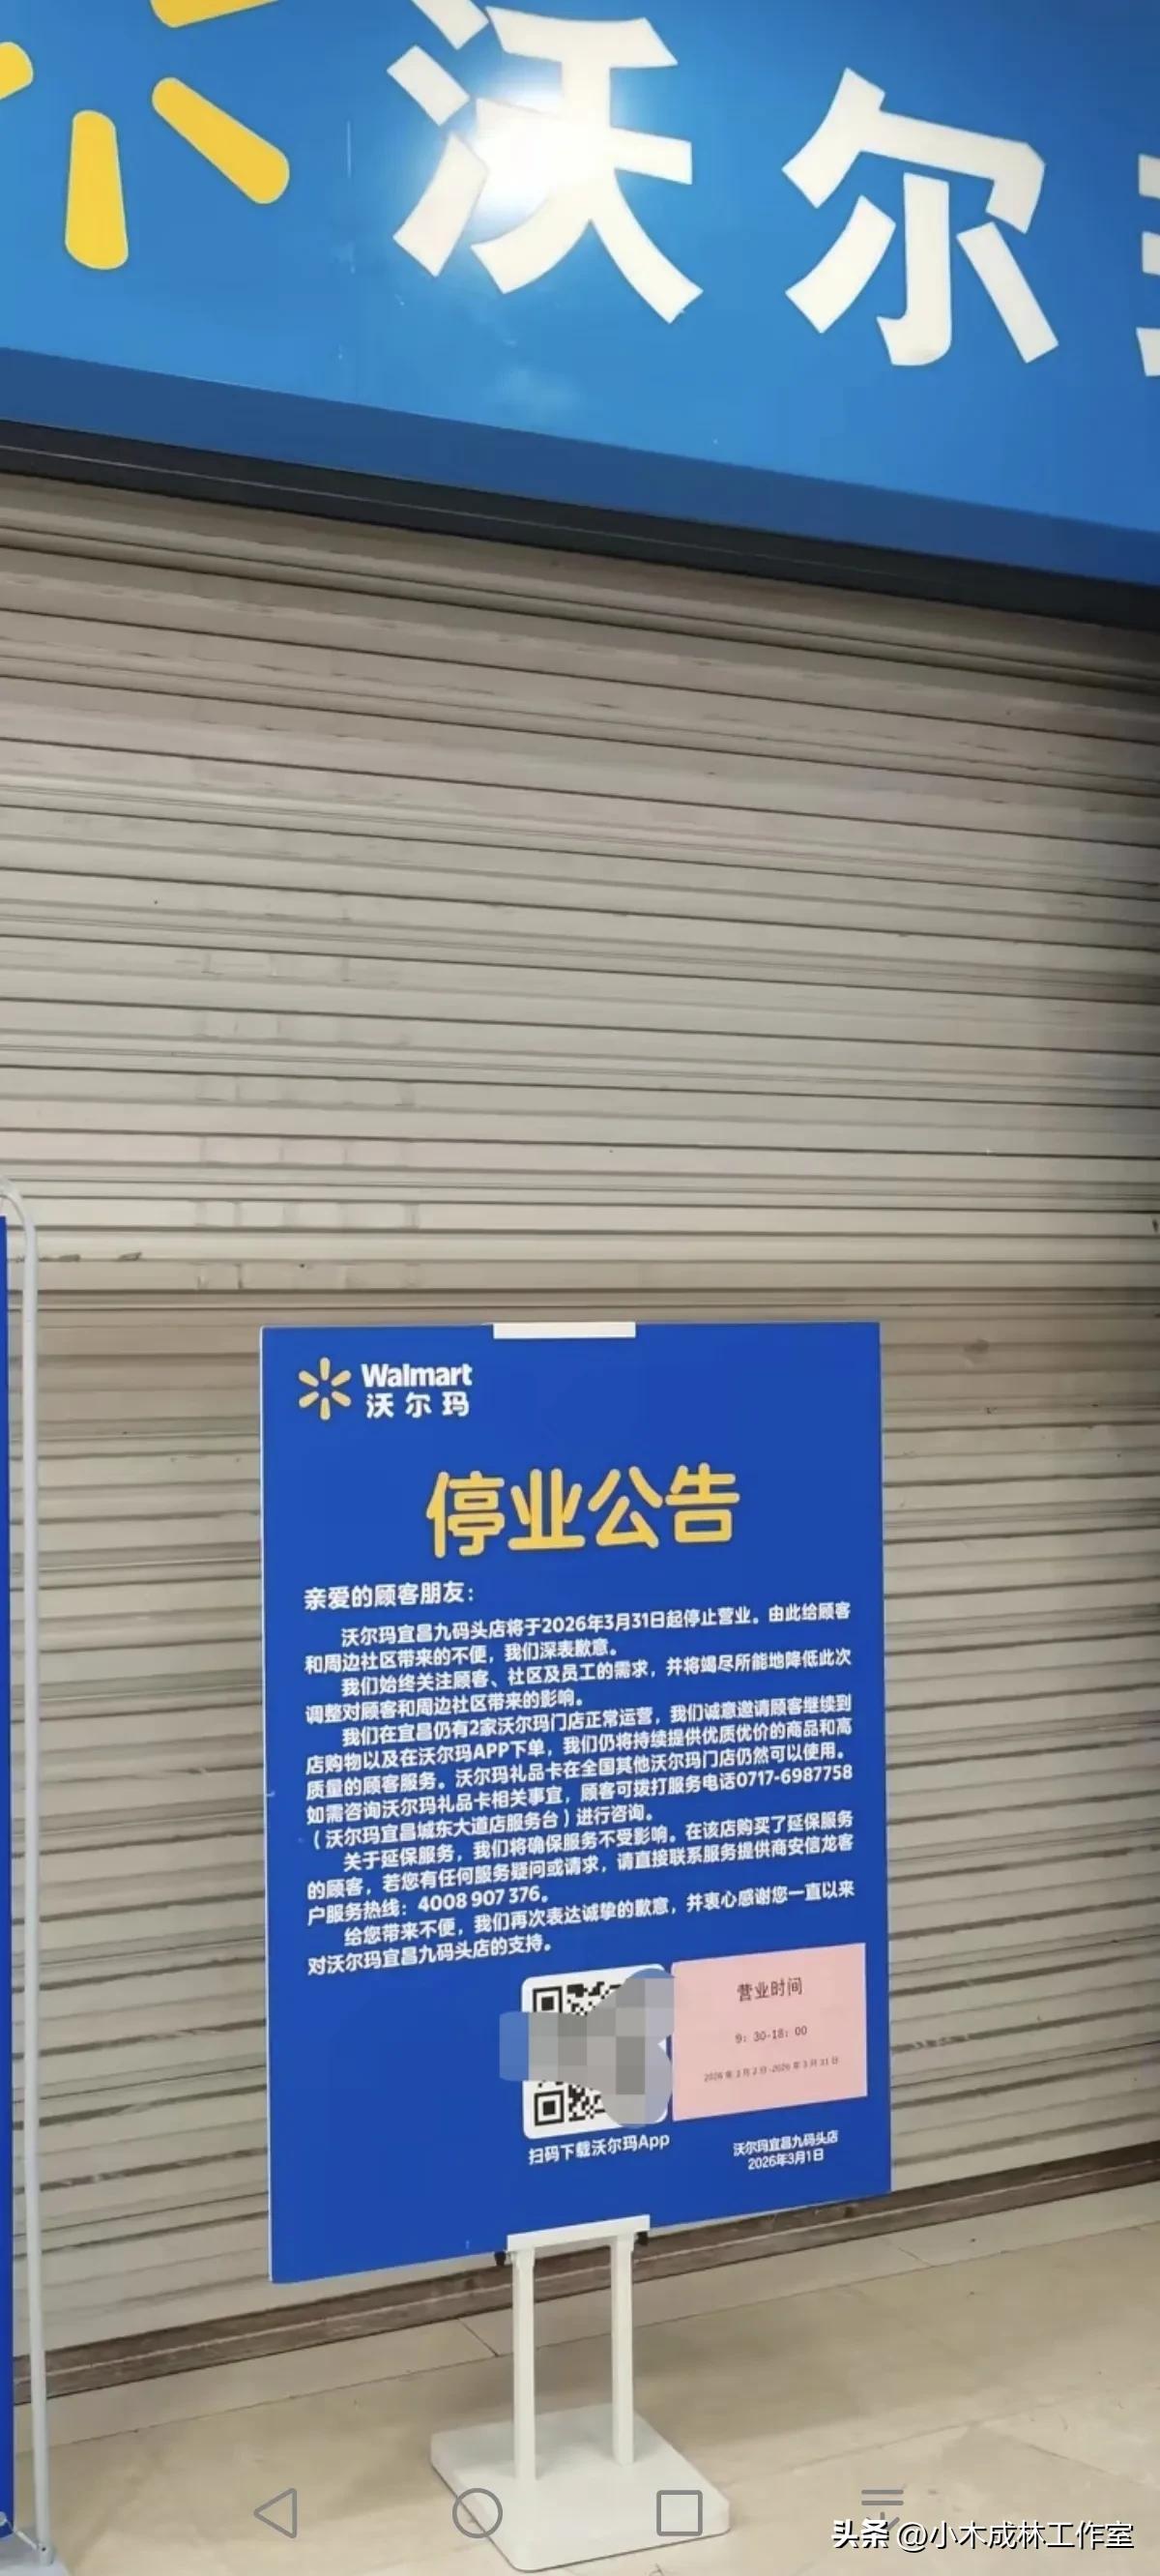 沃尔
Walmart
沃尔玛
停业公告
亲爱的顾客朋友：
沃尔玛宜昌九码头店将于2026年3月31日起停止营业。由此给顾客
和周边社区带来的不便，我们深表歉意。
我们始终关注顾客、社区及员工的需求，并将竭尽所能地降低此次
调整对顾客和周边社区带来的影响。
我们在宜昌仍有2家沃尔玛门店正常运营，我们诚意邀请顾客继续到
店购物以及在沃尔玛APP下单，我们仍将持续提供优质优价的商品和高
质量的顾客服务。沃尔玛礼品卡在全国其他沃尔玛门店仍然可以使用。
如需咨询沃尔玛礼品卡相关事宜，顾客可拨打服务电话0717-6987758
（沃尔玛宜昌城东大道店服务台）进行咨询。
关于延保服务，我们将确保服务不受影响。在该店购买了延保服务
的顾客，若您有任何服务疑问或请求，请直接联系服务提供商安信龙客
户服务热线：4008 907 376。
给您带来不便，我们再次表达诚挚的歉意，并衷心感谢您一直以来
对沃尔玛宜昌九码头店的支持。
营业时间
9：30-18：00
2026年3月2日-2026年3月31日
扫码下载沃尔玛App
沃尔玛宜昌九码头店
2026年3月1日
头条 @小木成林工作室